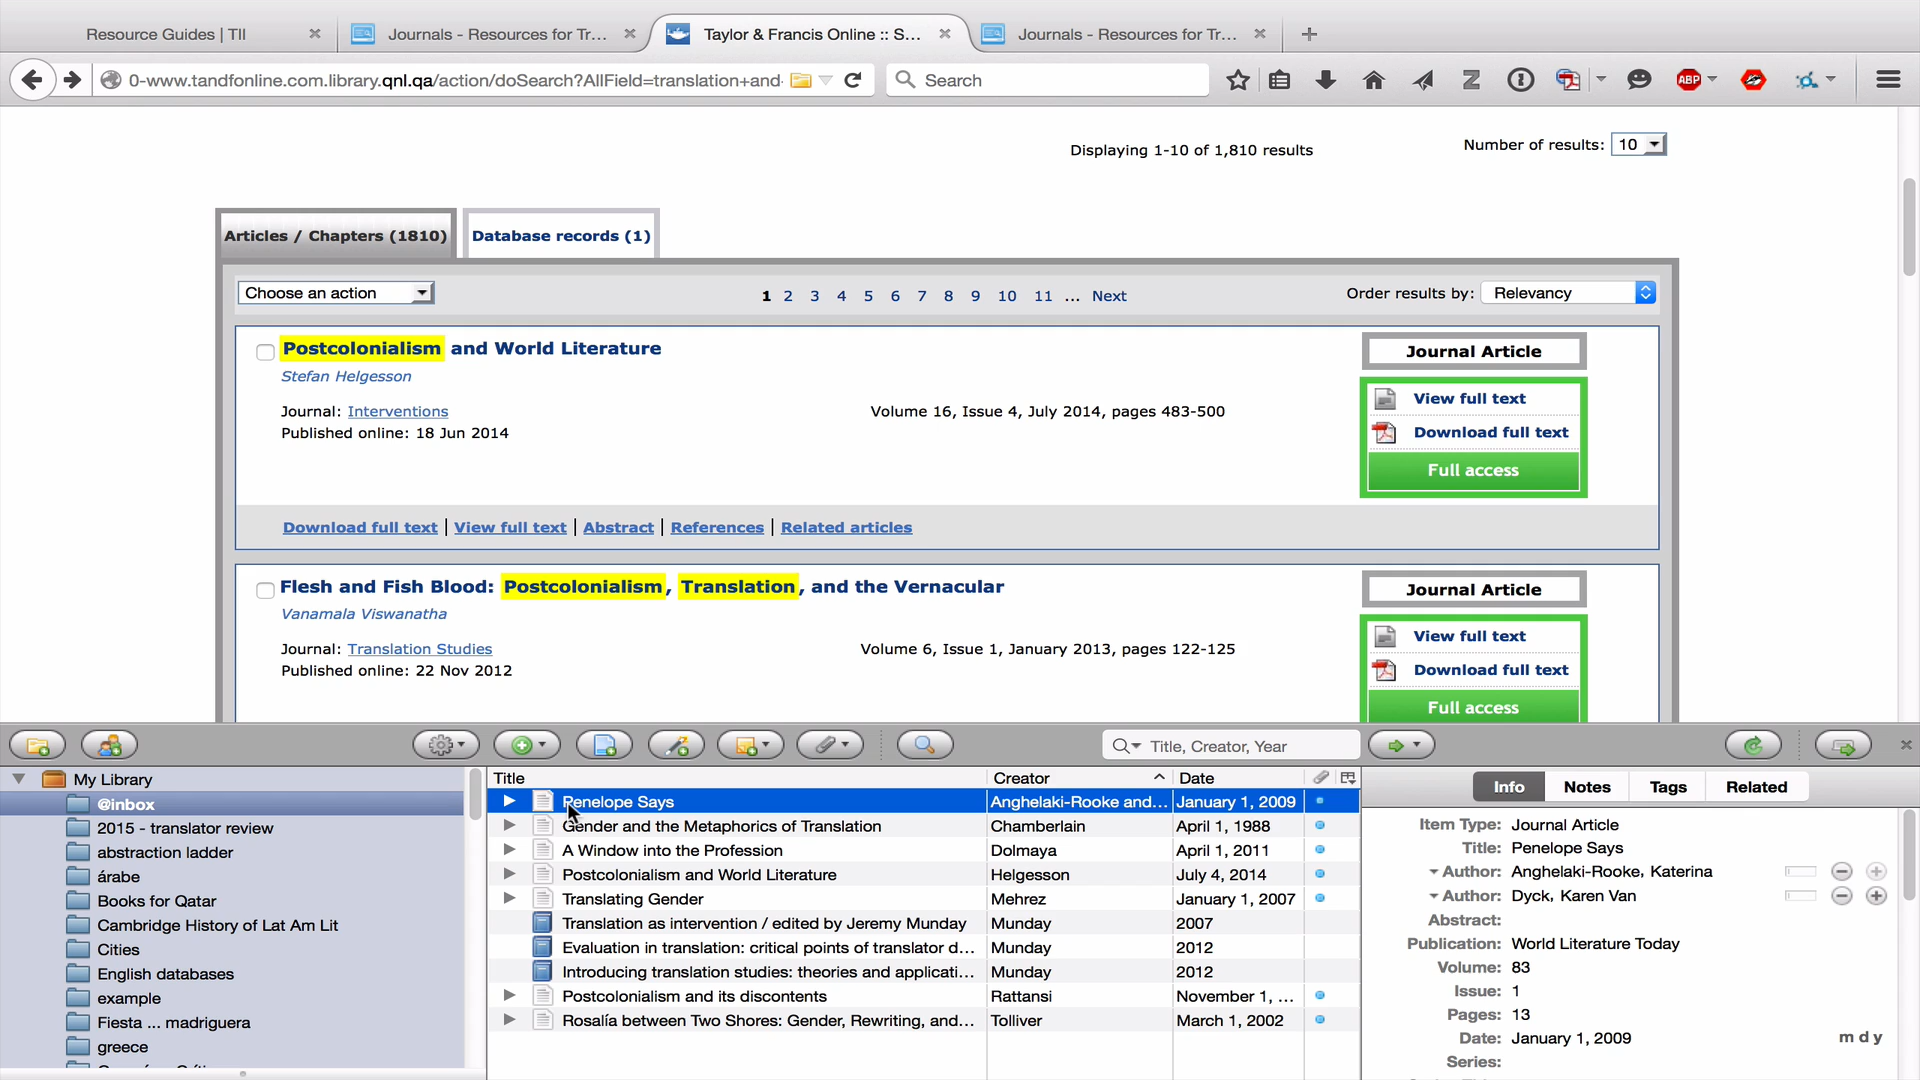 Resource Guides | TII
Journals - Resources for Tr...
Taylor & Francis Online :: S...
Journals - Resources for Tr...
0-www.tandfonline.com.library.qnl.qa/action/doSearch?AllField=translation+and-
Search
ABP
Displaying 1-10 of 1,810 results
Number of results: 10
Articles / Chapters (1810)
Database records (1)
Choose an action
1 2 3 4 5 6 7 8 9 10 11 ... Next
Order results by: Relevancy
Postcolonialism and World Literature
Stefan Helgesson
Journal: Interventions
Volume 16, Issue 4, July 2014, pages 483-500
Published online: 18 Jun 2014
Journal Article
View full text
Download full text
Full access
Download full text | View full text | Abstract | References | Related articles
Flesh and Fish Blood: Postcolonialism, Translation, and the Vernacular
Vanamala Viswanatha
Journal: Translation Studies
Volume 6, Issue 1, January 2013, pages 122-125
Published online: 22 Nov 2012
Journal Article
View full text
Download full text
Full access
Title, Creator, Year
My Library
@inbox
2015 - translator review
abstraction ladder
árabe
Books for Qatar
Cambridge History of Lat Am Lit
Cities
English databases
example
Fiesta ... madriguera
greece
Title Creator Date
Penelope Says Anghelaki-Rooke and... January 1, 2009
Gender and the Metaphorics of Translation Chamberlain April 1, 1988
A Window into the Profession Dolmaya April 1, 2011
Postcolonialism and World Literature Helgesson July 4, 2014
Translating Gender Mehrez January 1, 2007
Translation as intervention / edited by Jeremy Munday Munday 2007
Evaluation in translation: critical points of translator d... Munday 2012
Introducing translation studies: theories and applicati... Munday 2012
Postcolonialism and its discontents Rattansi November 1, ...
Rosalía between Two Shores: Gender, Rewriting, and... Tolliver March 1, 2002
Info Notes Tags Related
Item Type: Journal Article
Title: Penelope Says
Author: Anghelaki-Rooke, Katerina
Author: Dyck, Karen Van
Abstract:
Publication: World Literature Today
Volume: 83
Issue: 1
Pages: 13
Date: January 1, 2009 m d y
Series: